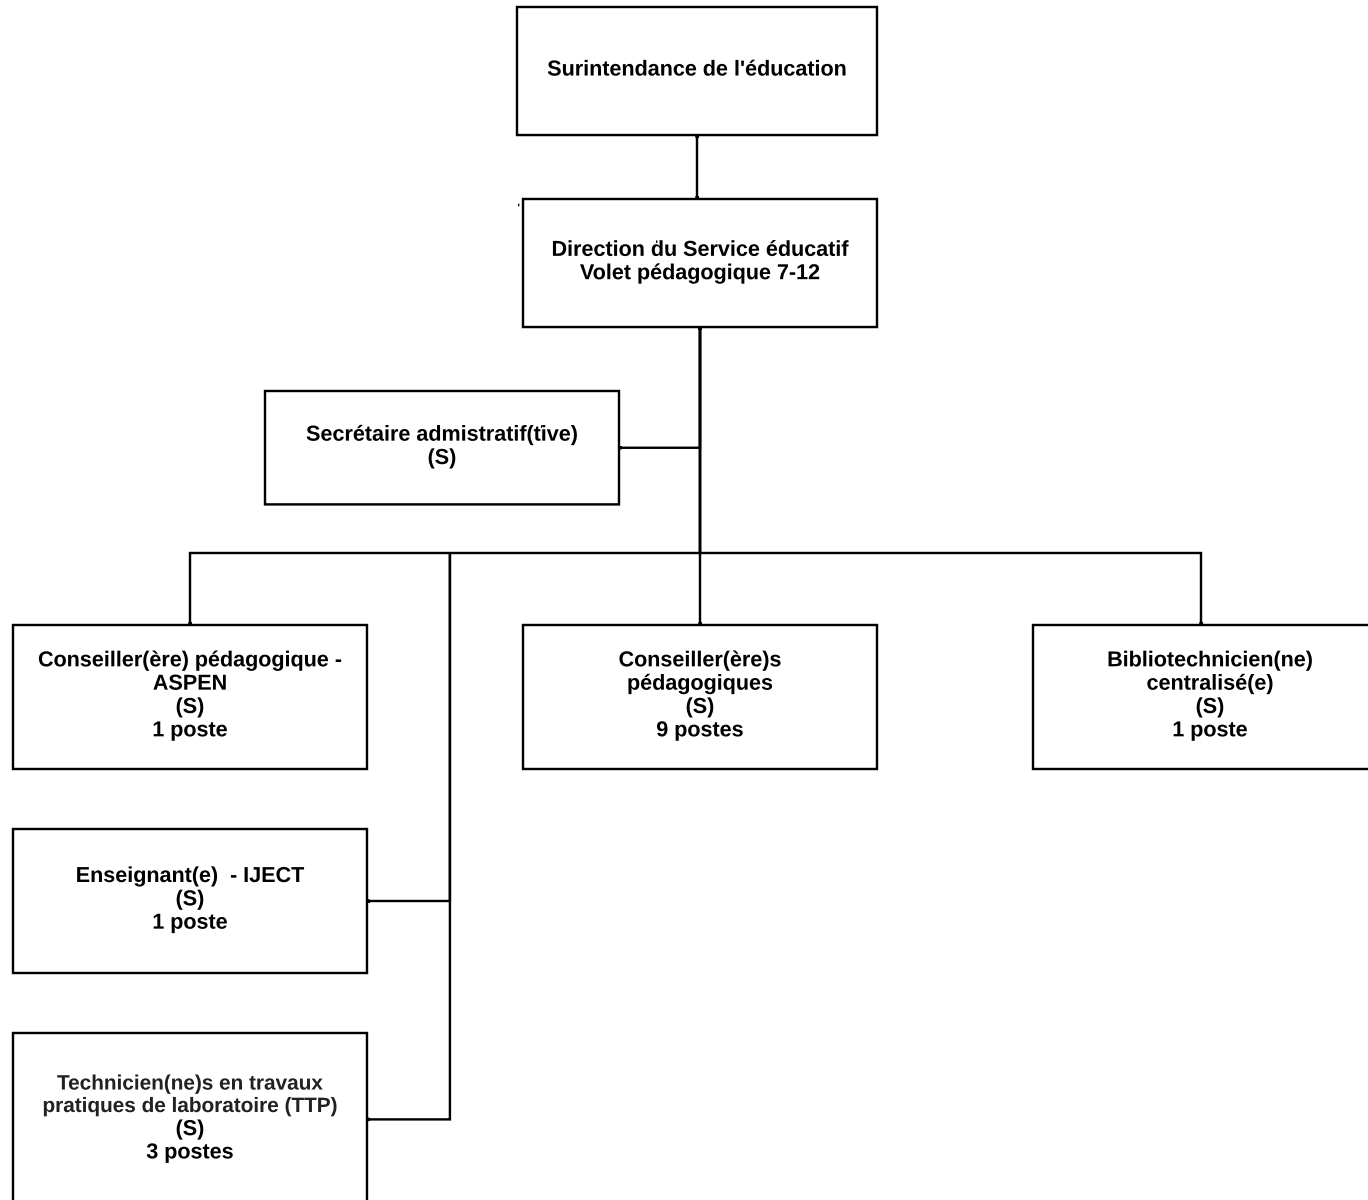 Surintendance de l'éducation
Direction du Service éducatif
Volet pédagogique 7-12
Secrétaire admistratif(tive)
(S)
Conseiller(ère) pédagogique -
ASPEN
(S)
1 poste
Conseiller(ère)s
pédagogiques
(S)
9 postes
Bibliotechnicien(ne)
centralisé(e)
(S)
1 poste
Enseignant(e)  - IJECT
(S)
1 poste
Technicien(ne)s en travaux
pratiques de laboratoire (TTP)
(S)
3 postes